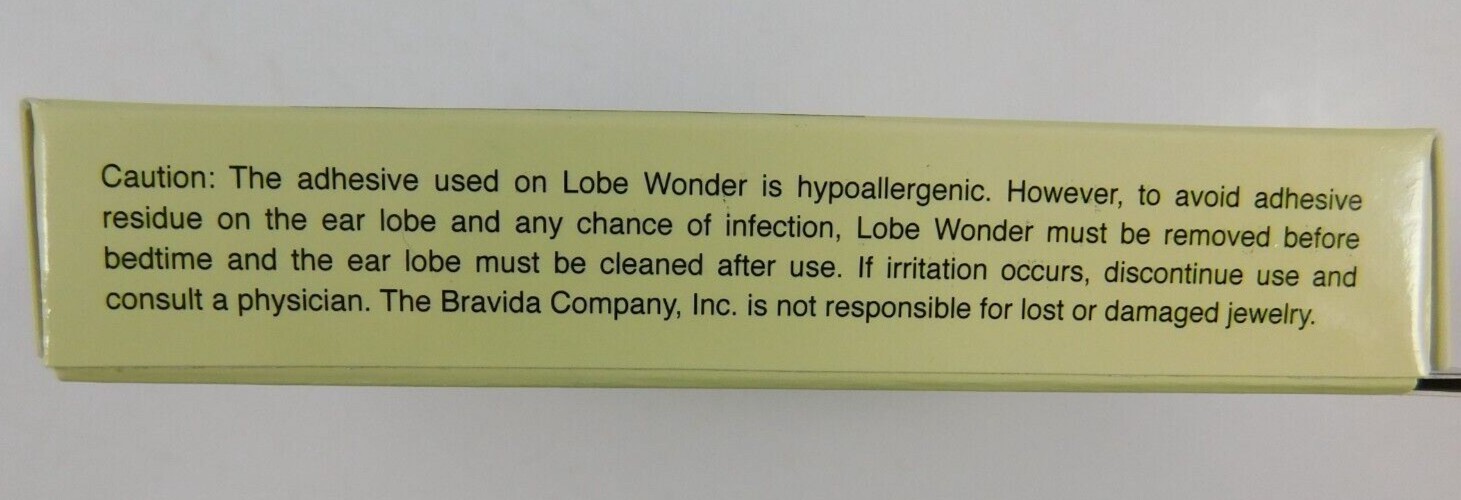 Caution: The adhesive used on Lobe Wonder is hypoallergenic. However, to avoid adhesive
residue on the ear lobe and any chance of infection, Lobe Wonder must be removed before
bedtime and the ear lobe must be cleaned after use. If irritation occurs, discontinue use and
consult a physician. The Bravida Company, Inc. is not responsible for lost or damaged jewelry.